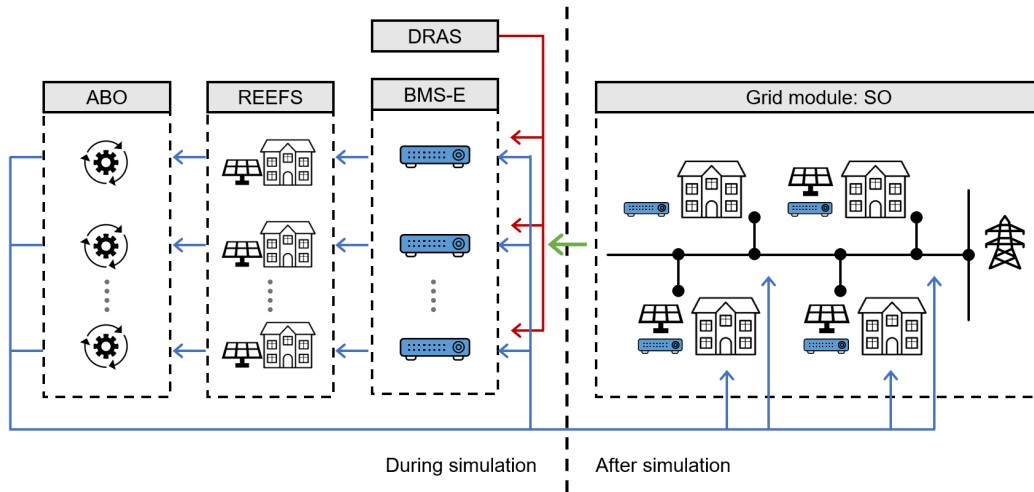 DRAS
ABO
REEFS
BMS-E
Grid module: SO
During simulation
After simulation